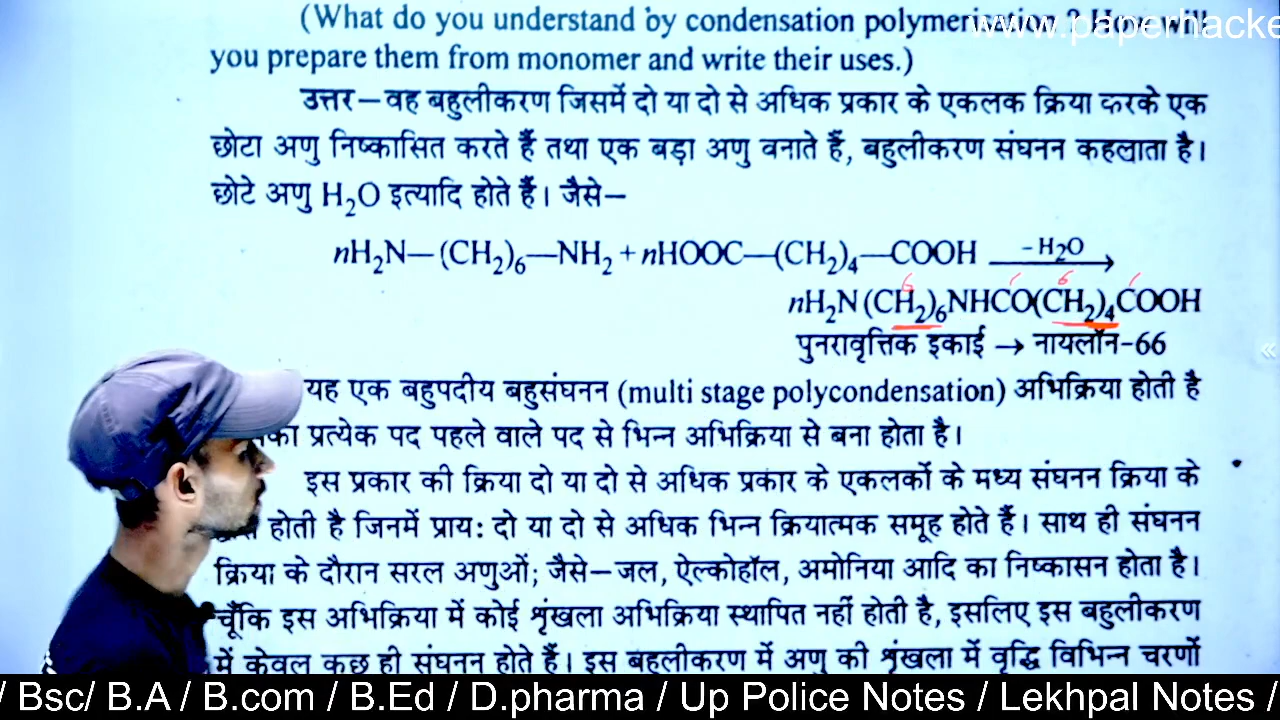 (What do you understand by condensation polymerisation ? How will
www.paperhacke
you prepare them from monomer and write their uses.)
उत्तर–वह बहुलीकरण जिसमें दो या दो से अधिक प्रकार के एकलक क्रिया करके एक
छोटा अणु निष्कासित करते हैं तथा एक बड़ा अणु बनाते हैं, बहुलीकरण संघनन कहलाता है।
छोटे अणु H₂O इत्यादि होते हैं। जैसे–
nH₂N—(CH₂)₆—NH₂ + nHOOC—(CH₂)₄—COOH –H₂O →
6 1 6 1
nH₂N(CH₂)₆NHCO(CH₂)₄COOH
पुनरावृत्तिक इकाई → नायलॉन-66
यह एक बहुपदीय बहुसंघनन (multi stage polycondensation) अभिक्रिया होती है
प्रत्येक पद पहले वाले पद से भिन्न अभिक्रिया से बना होता है।
इस प्रकार की क्रिया दो या दो से अधिक प्रकार के एकलकों के मध्य संघनन क्रिया के
होती है जिनमें प्राय: दो या दो से अधिक भिन्न क्रियात्मक समूह होते हैं। साथ ही संघनन
क्रिया के दौरान सरल अणुओं; जैसे–जल, ऐल्कोहॉल, अमोनिया आदि का निष्कासन होता है।
चूँकि इस अभिक्रिया में कोई शृंखला अभिक्रिया स्थापित नहीं होती है, इसलिए इस बहुलीकरण
में केवल कुछ ही संघनन होते हैं। इस बहुलीकरण में अणु की शृंखला में वृद्धि विभिन्न चरणों
/ Bsc/ B.A / B.com / B.Ed / D.pharma / Up Police Notes / Lekhpal Notes /